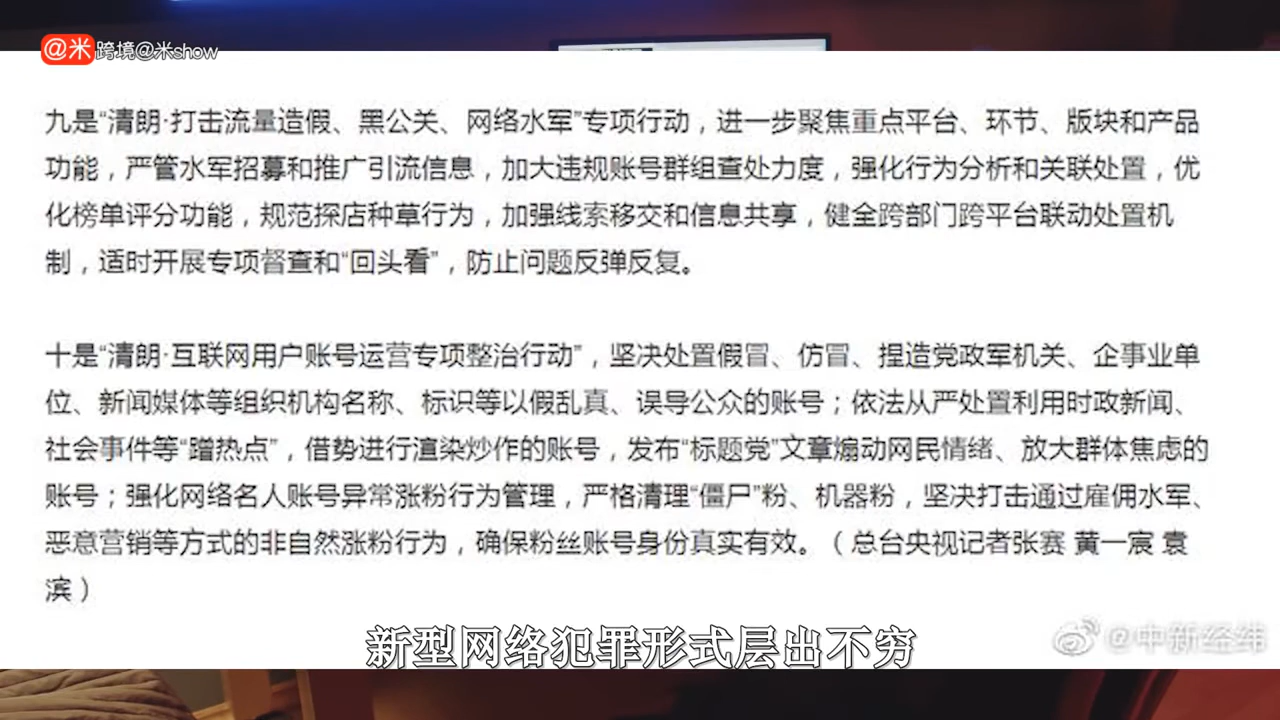 @米 跨境@米show
九是“清朗·打击流量造假、黑公关、网络水军”专项行动，进一步聚焦重点平台、环节、版块和产品
功能，严管水军招募和推广引流信息，加大违规账号群组查处力度，强化行为分析和关联处置，优
化榜单评分功能，规范探店种草行为，加强线索移交和信息共享，健全跨部门跨平台联动处置机
制，适时开展专项督查和“回头看”，防止问题反弹反复。
十是“清朗·互联网用户账号运营专项整治行动”，坚决处置假冒、仿冒、捏造党政军机关、企事业单
位、新闻媒体等组织机构名称、标识等以假乱真、误导公众的账号；依法从严处置利用时政新闻、
社会事件等“蹭热点”，借势进行渲染炒作的账号，发布“标题党”文章煽动网民情绪、放大群体焦虑的
账号；强化网络名人账号异常涨粉行为管理，严格清理“僵尸”粉、机器粉，坚决打击通过雇佣水军、
恶意营销等方式的非自然涨粉行为，确保粉丝账号身份真实有效。（总台央视记者张赛 黄一宸 袁
滨）
新型网络犯罪形式层出不穷
@中新经纬